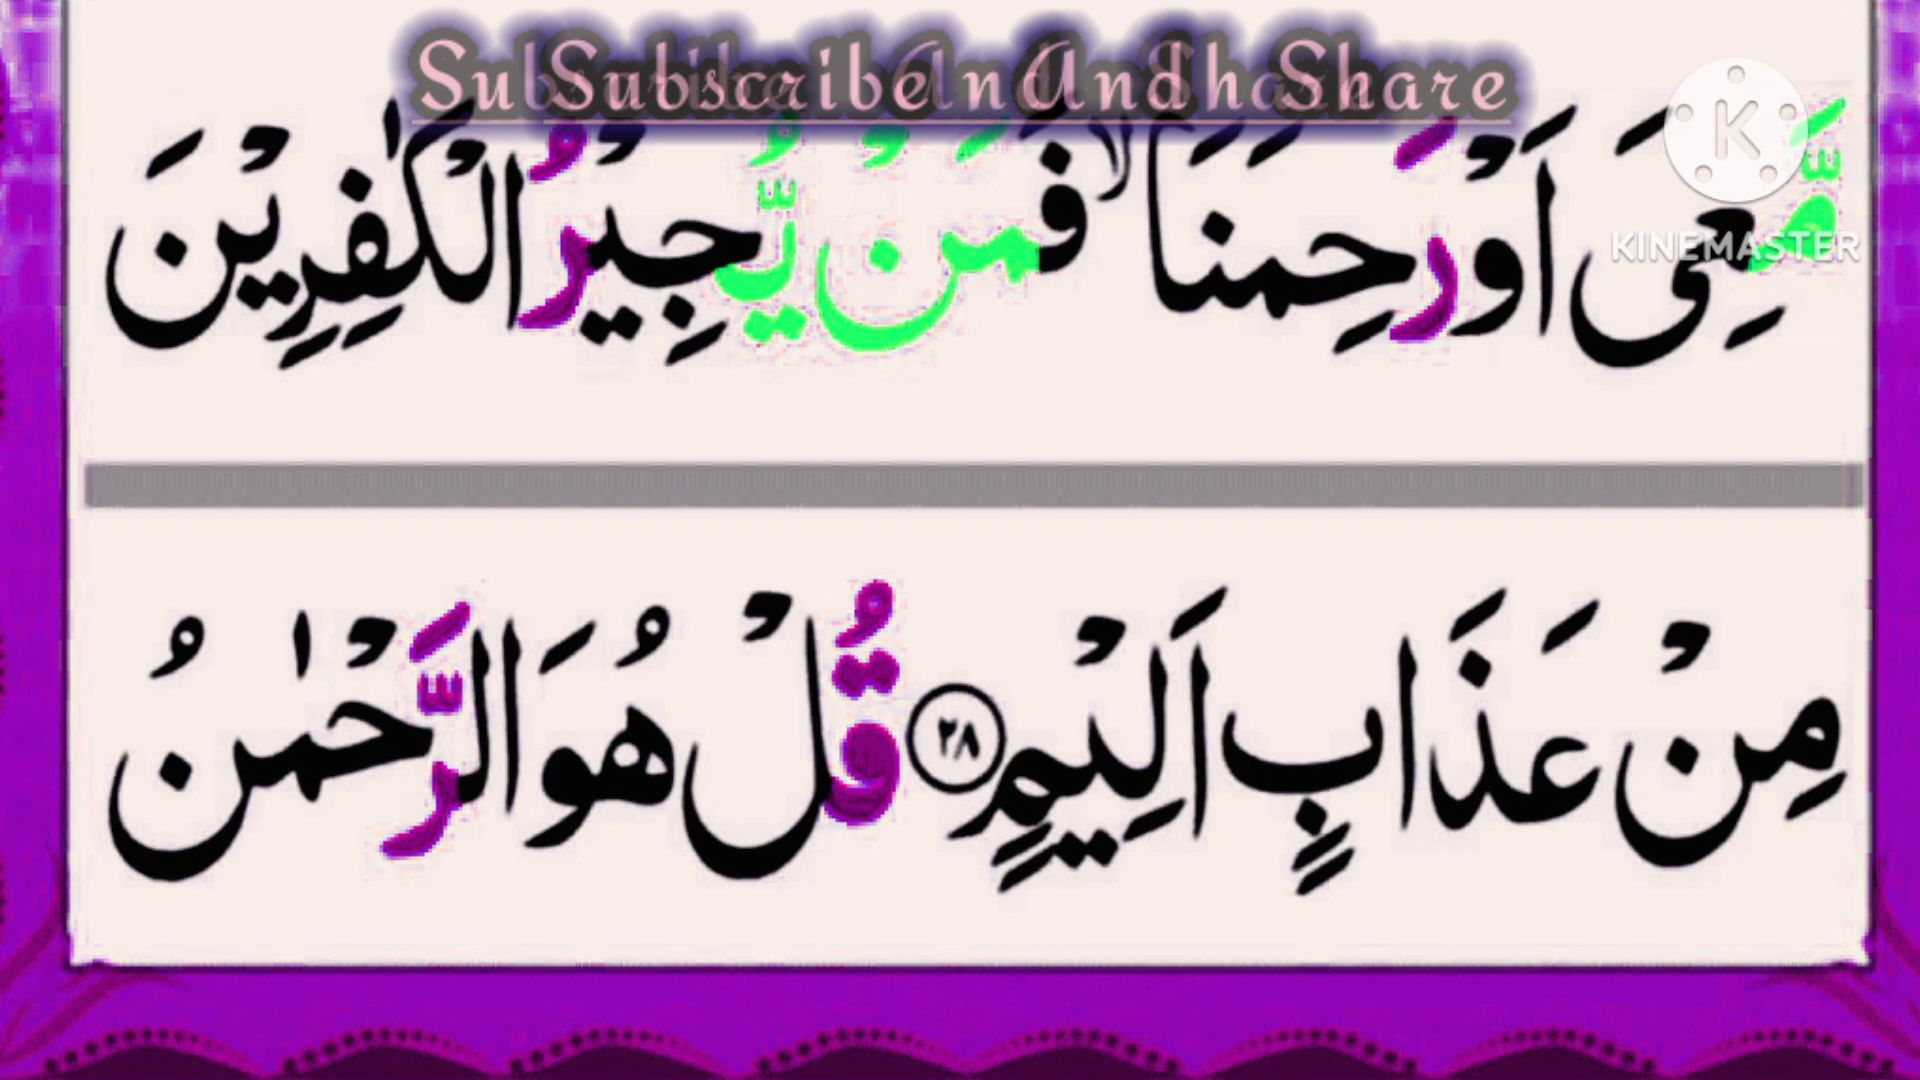 Subscribe And Share
KINEMASTER
مَّعِیَ اَوْ رَحِمَنَا ۙ فَمَنْ یُّجِیْرُ الْکٰفِرِیْنَ
مِنْ عَذَابٍ اَلِیْمٍ ﴿۲۸﴾ قُلْ هُوَ الرَّحْمٰنُ